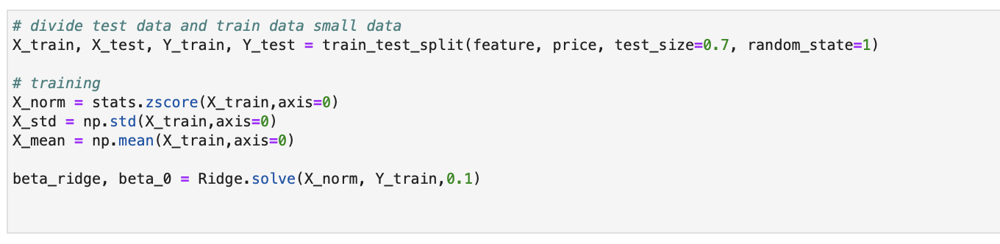 # divide test data and train data small data
X_train, X_test, Y_train, Y_test = train_test_split(feature, price, test_size=0.7, random_state=1)
# training
X_norm = stats.zscore(X_train,axis=0)
X_std = np.std(X_train,axis=0)
X_mean = np.mean(X_train,axis=0)
beta_ridge, beta_0 = Ridge.solve(X_norm, Y_train,0.1)